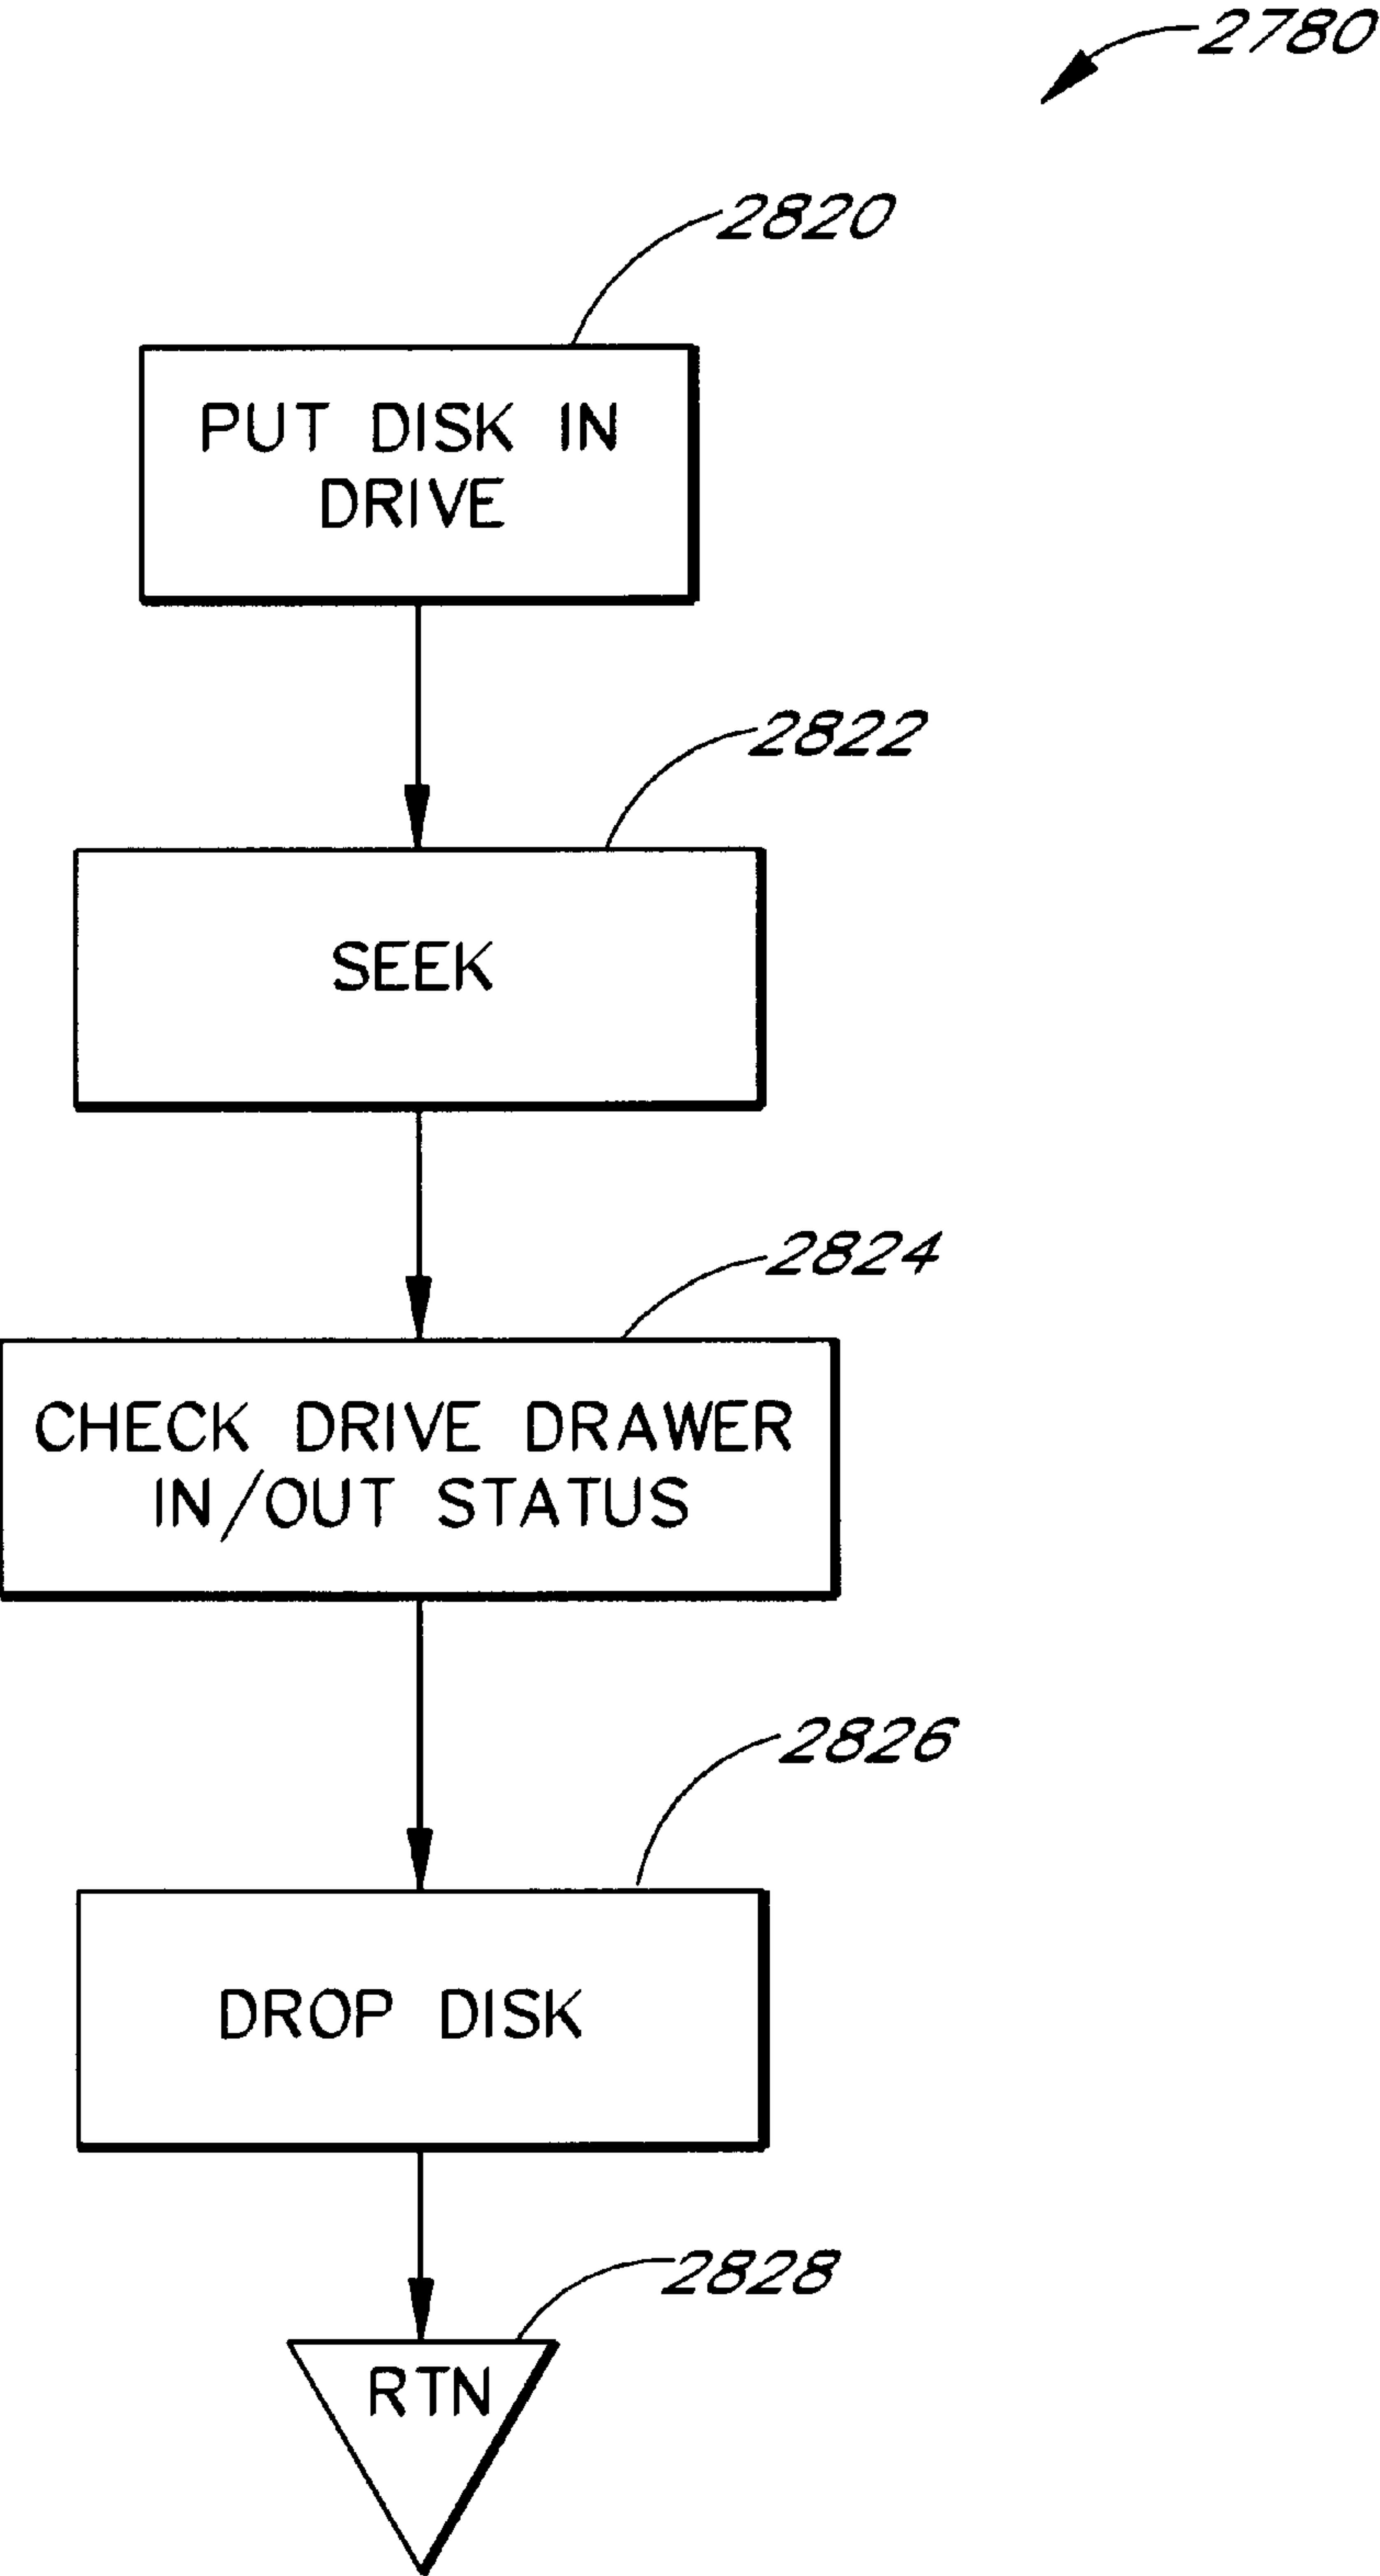 2780
2820
PUT DISK IN
DRIVE
2822
SEEK
2824
CHECK DRIVE DRAWER
IN/OUT STATUS
2826
DROP DISK
2828
RTN